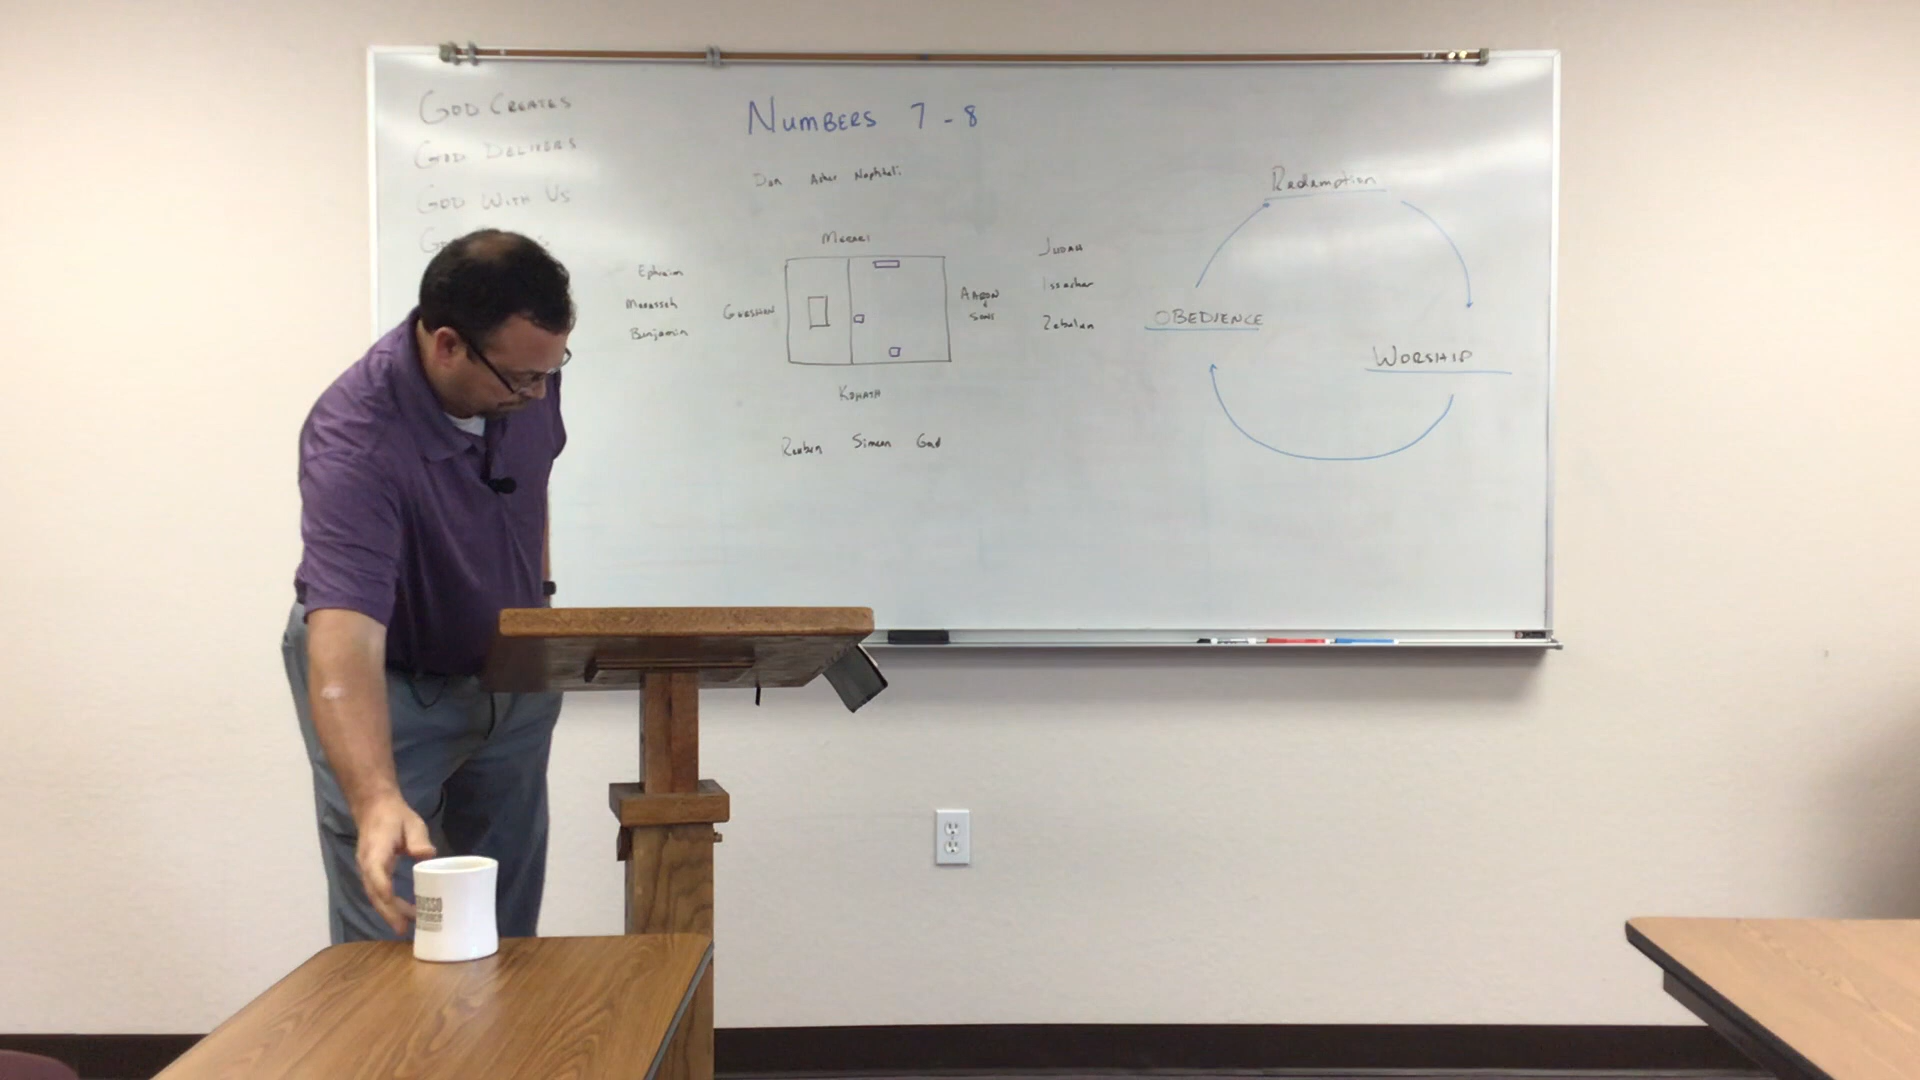 GOD CREATES
GOD DELIVERS
GOD WITH US
NUMBERS 7 - 8
Dan Asher Naphtali
MERARI
Ephraim
Manasseh
Benjamin
GERSHON
AARON
&
SONS
JUDAH
Issachar
Zebulun
KOHATH
Reuben Simeon Gad
Redemption
OBEDIENCE
WORSHIP